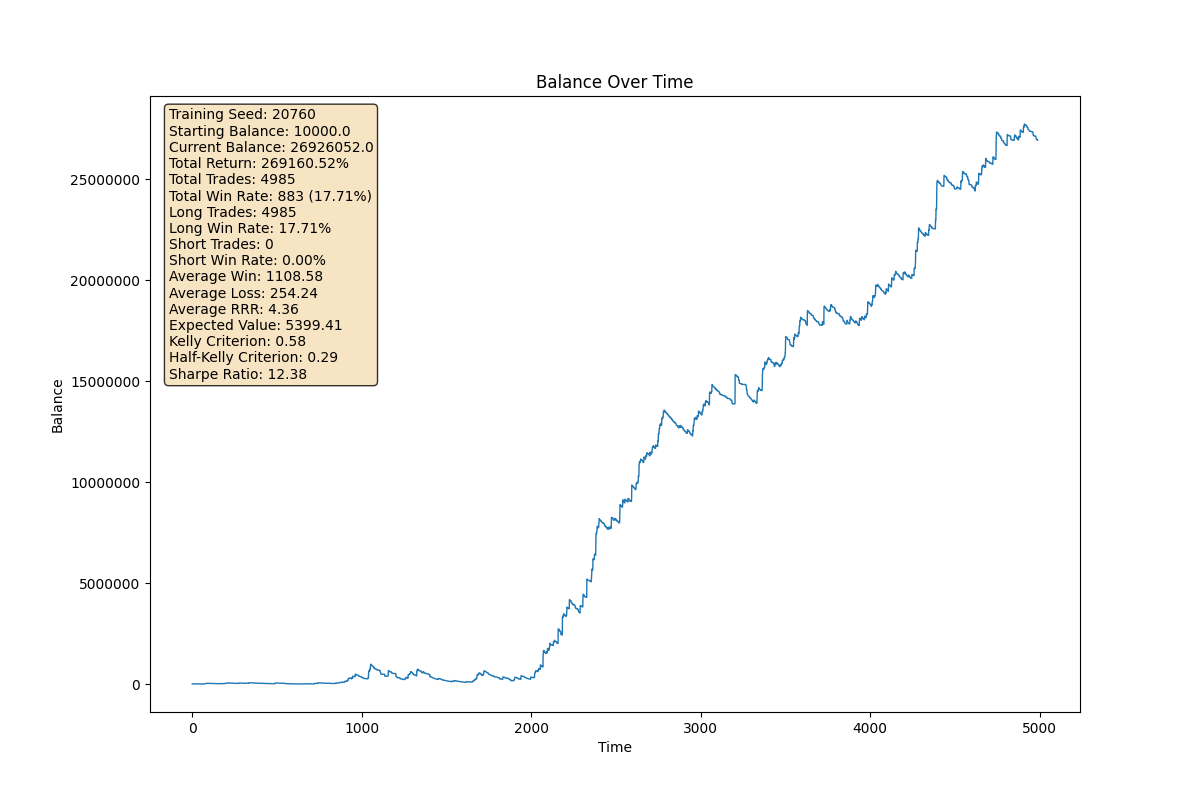 Balance Over Time
Training Seed: 20760
Starting Balance: 10000.0
Current Balance: 26926052.0
Total Return: 269160.52%
Total Trades: 4985
Total Win Rate: 883 (17.71%)
Long Trades: 4985
Long Win Rate: 17.71%
Short Trades: 0
Short Win Rate: 0.00%
Average Win: 1108.58
Average Loss: 254.24
Average RRR: 4.36
Expected Value: 5399.41
Kelly Criterion: 0.58
Half-Kelly Criterion: 0.29
Sharpe Ratio: 12.38
Balance
25000000
20000000
15000000
10000000
5000000
0
0 1000 2000 3000 4000 5000
Time